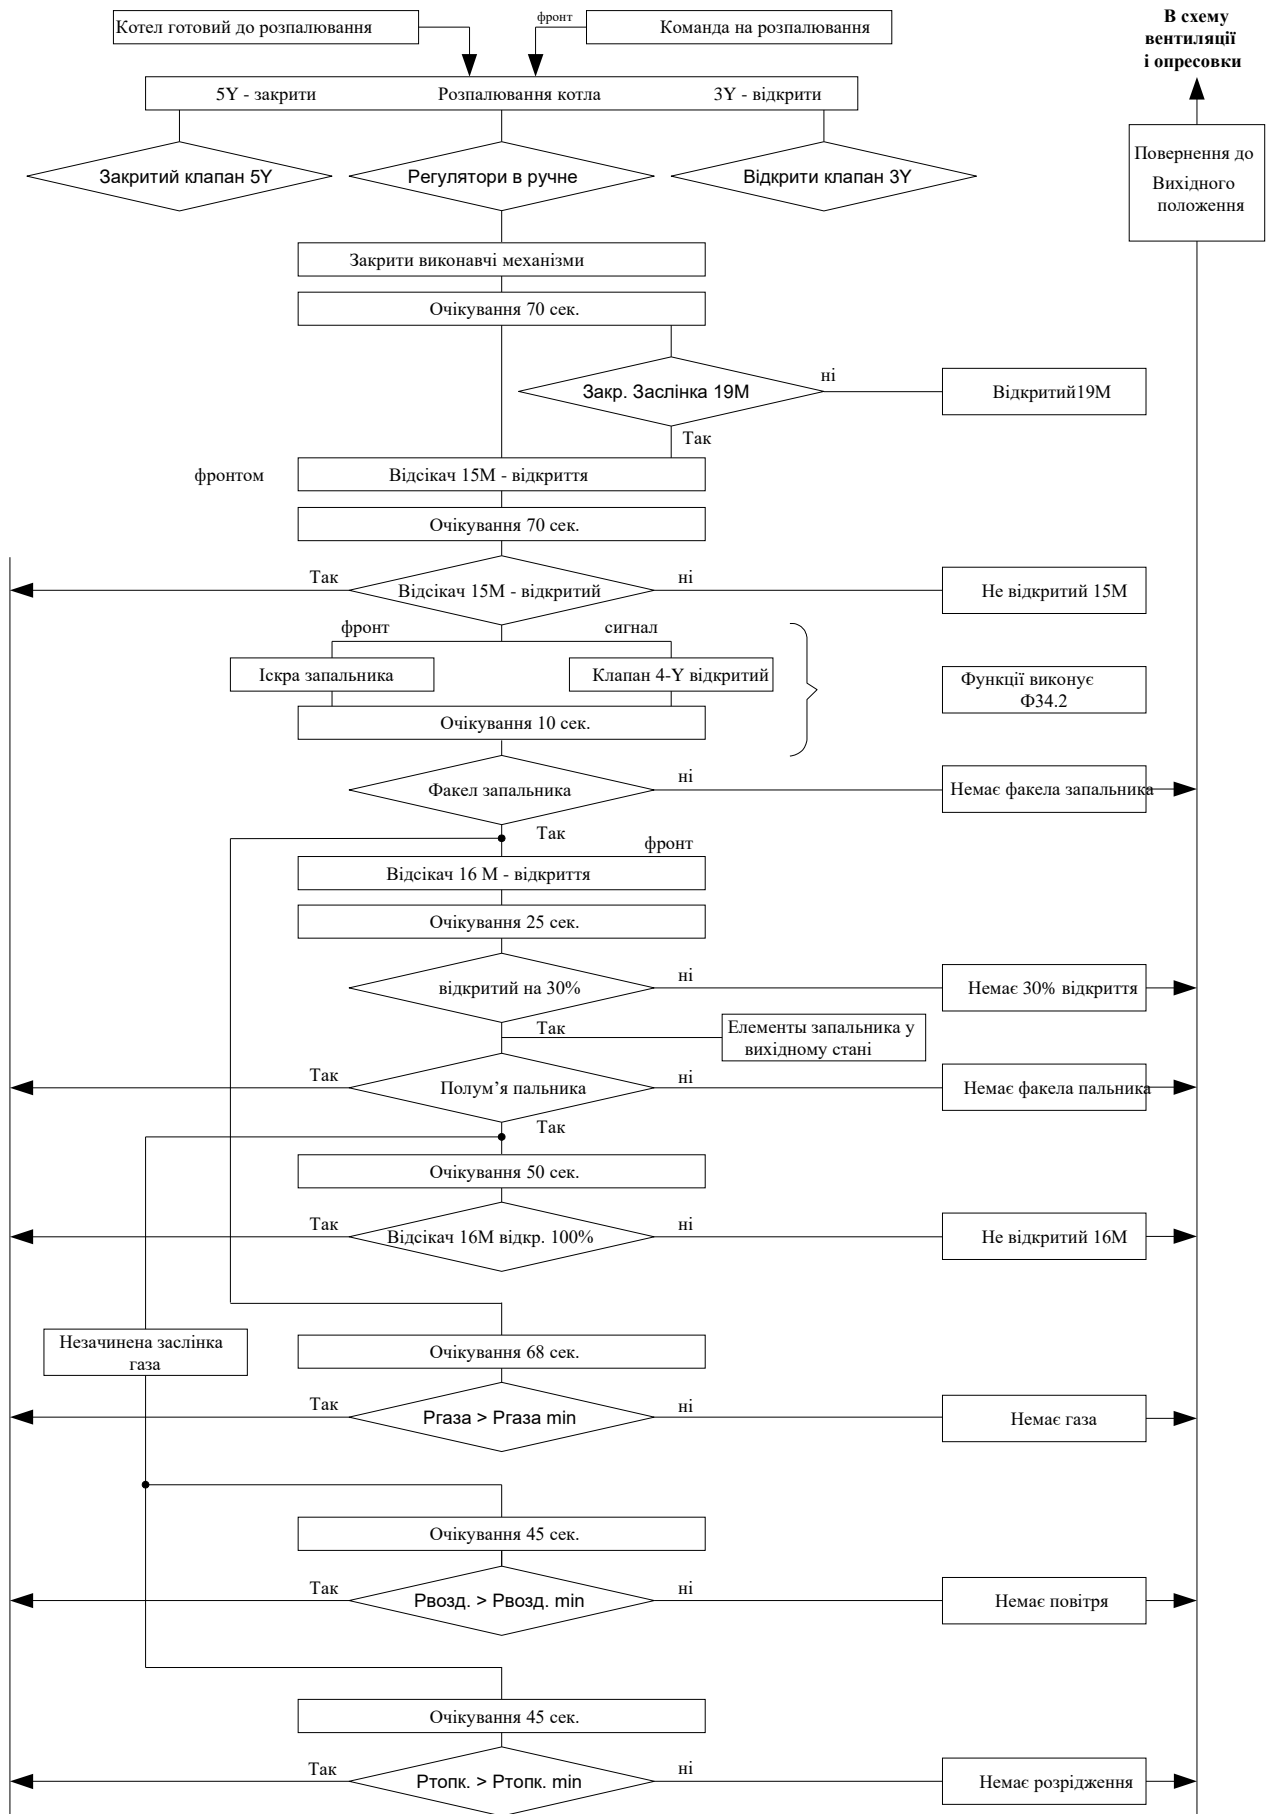 Котел готовий до розпалювання
фронт
Команда на розпалювання
В схему
вентиляції
і опресовки
5Y - закрити
Розпалювання котла
3Y - відкрити
Закритий клапан 5Y
Регулятори в ручне
Відкрити клапан 3Y
Повернення до
Вихідного
положення
Закрити виконавчі механізми
Очікування 70 сек.
Закр. Заслінка 19М
ні
Відкритий19М
Так
фронтом
Відсікач 15М - відкриття
Очікування 70 сек.
Так
Відсікач 15М - відкритий
ні
Не відкритий 15М
фронт
сигнал
Іскра запальника
Клапан 4-Y відкритий
Функції виконує
Ф34.2
Очікування 10 сек.
Факел запальника
ні
Немає факела запальника
Так
фронт
Відсікач 16 М - відкриття
Очікування 25 сек.
відкритий на 30%
ні
Немає 30% відкриття
Так
Елементы запальника у
вихідному стані
Так
Полум’я пальника
ні
Немає факела пальника
Так
Очікування 50 сек.
Так
Відсікач 16М відкр. 100%
ні
Не відкритий 16М
Незачинена заслінка
газа
Очікування 68 сек.
Так
Pгаза > Pгаза min
ні
Немає газа
Очікування 45 сек.
Так
Pвозд. > Pвозд. min
ні
Немає повітря
Очікування 45 сек.
Так
Pтопк. > Pтопк. min
ні
Немає розрідження